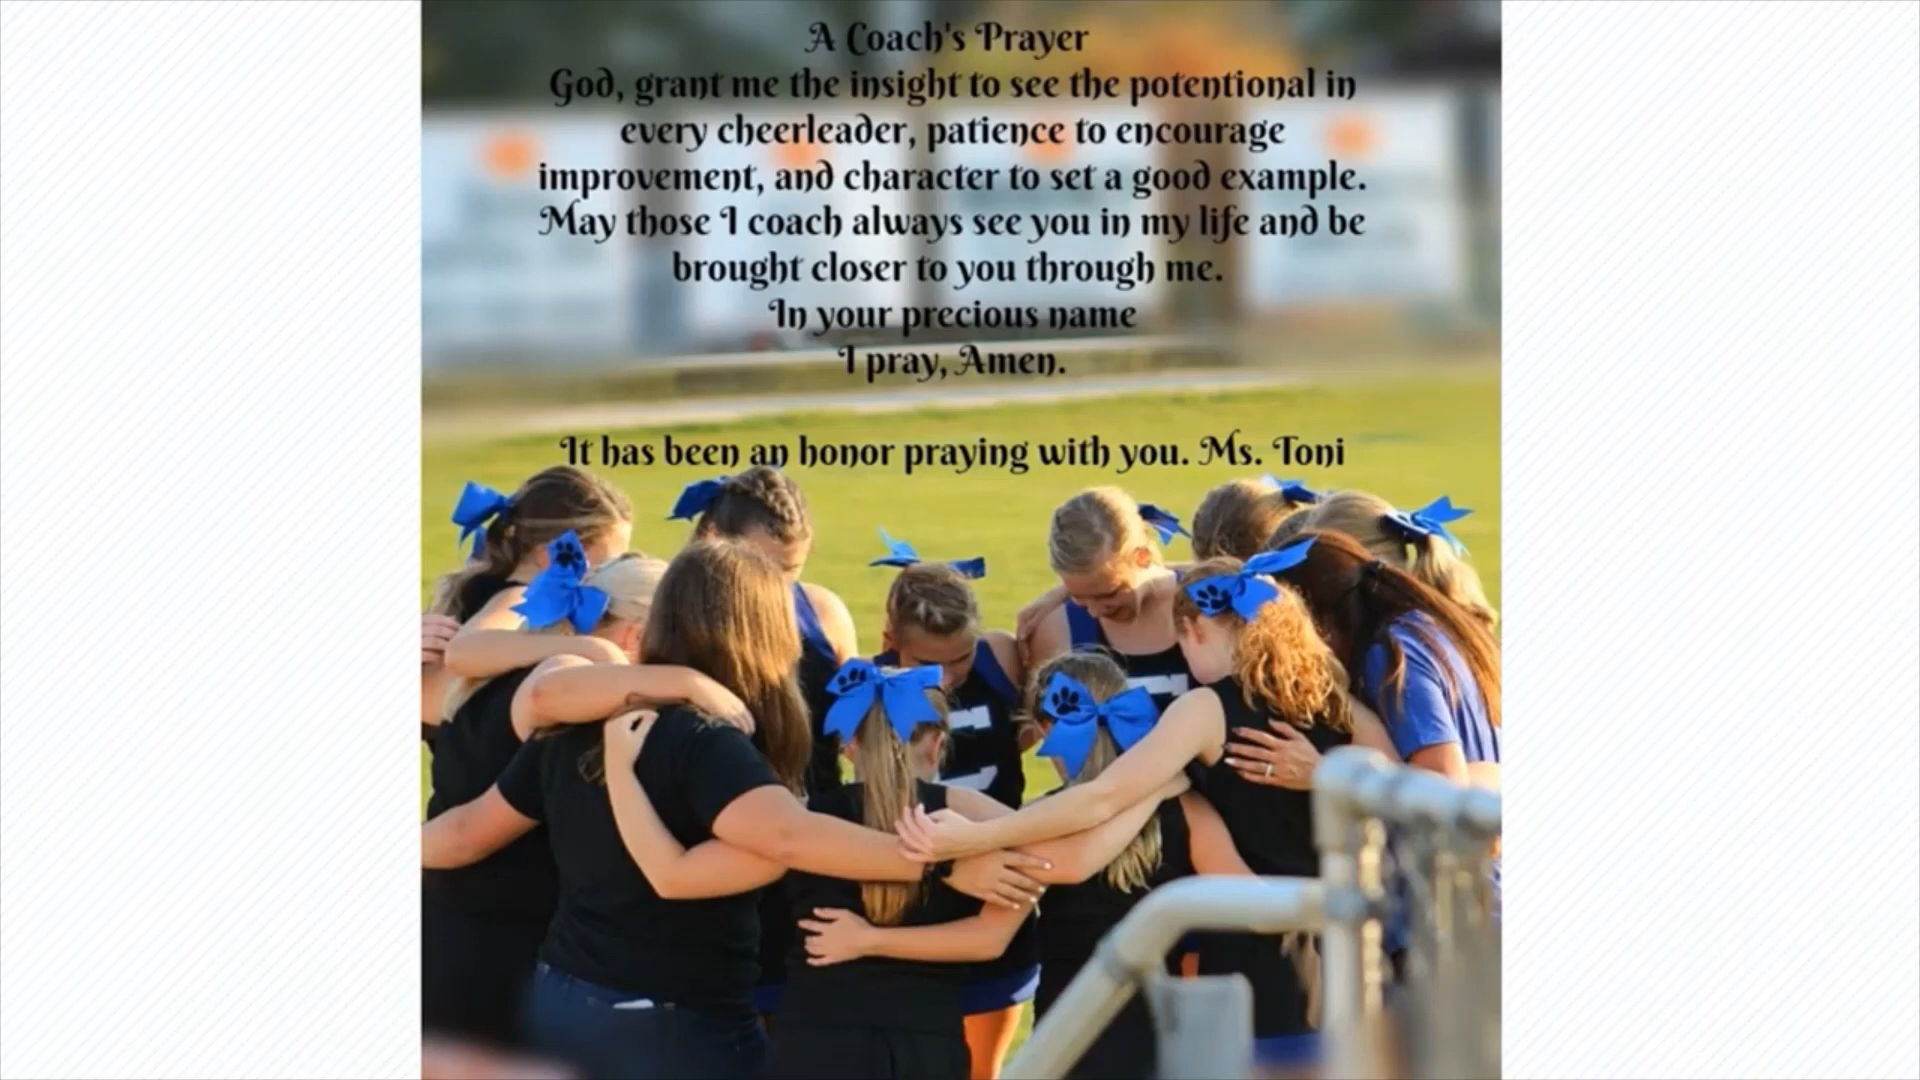 A Coach's Prayer
God, grant me the insight to see the potentional in
every cheerleader, patience to encourage
improvement, and character to set a good example.
May those I coach always see you in my life and be
brought closer to you through me.
In your precious name
I pray, Amen.
It has been an honor praying with you. Ms. Toni